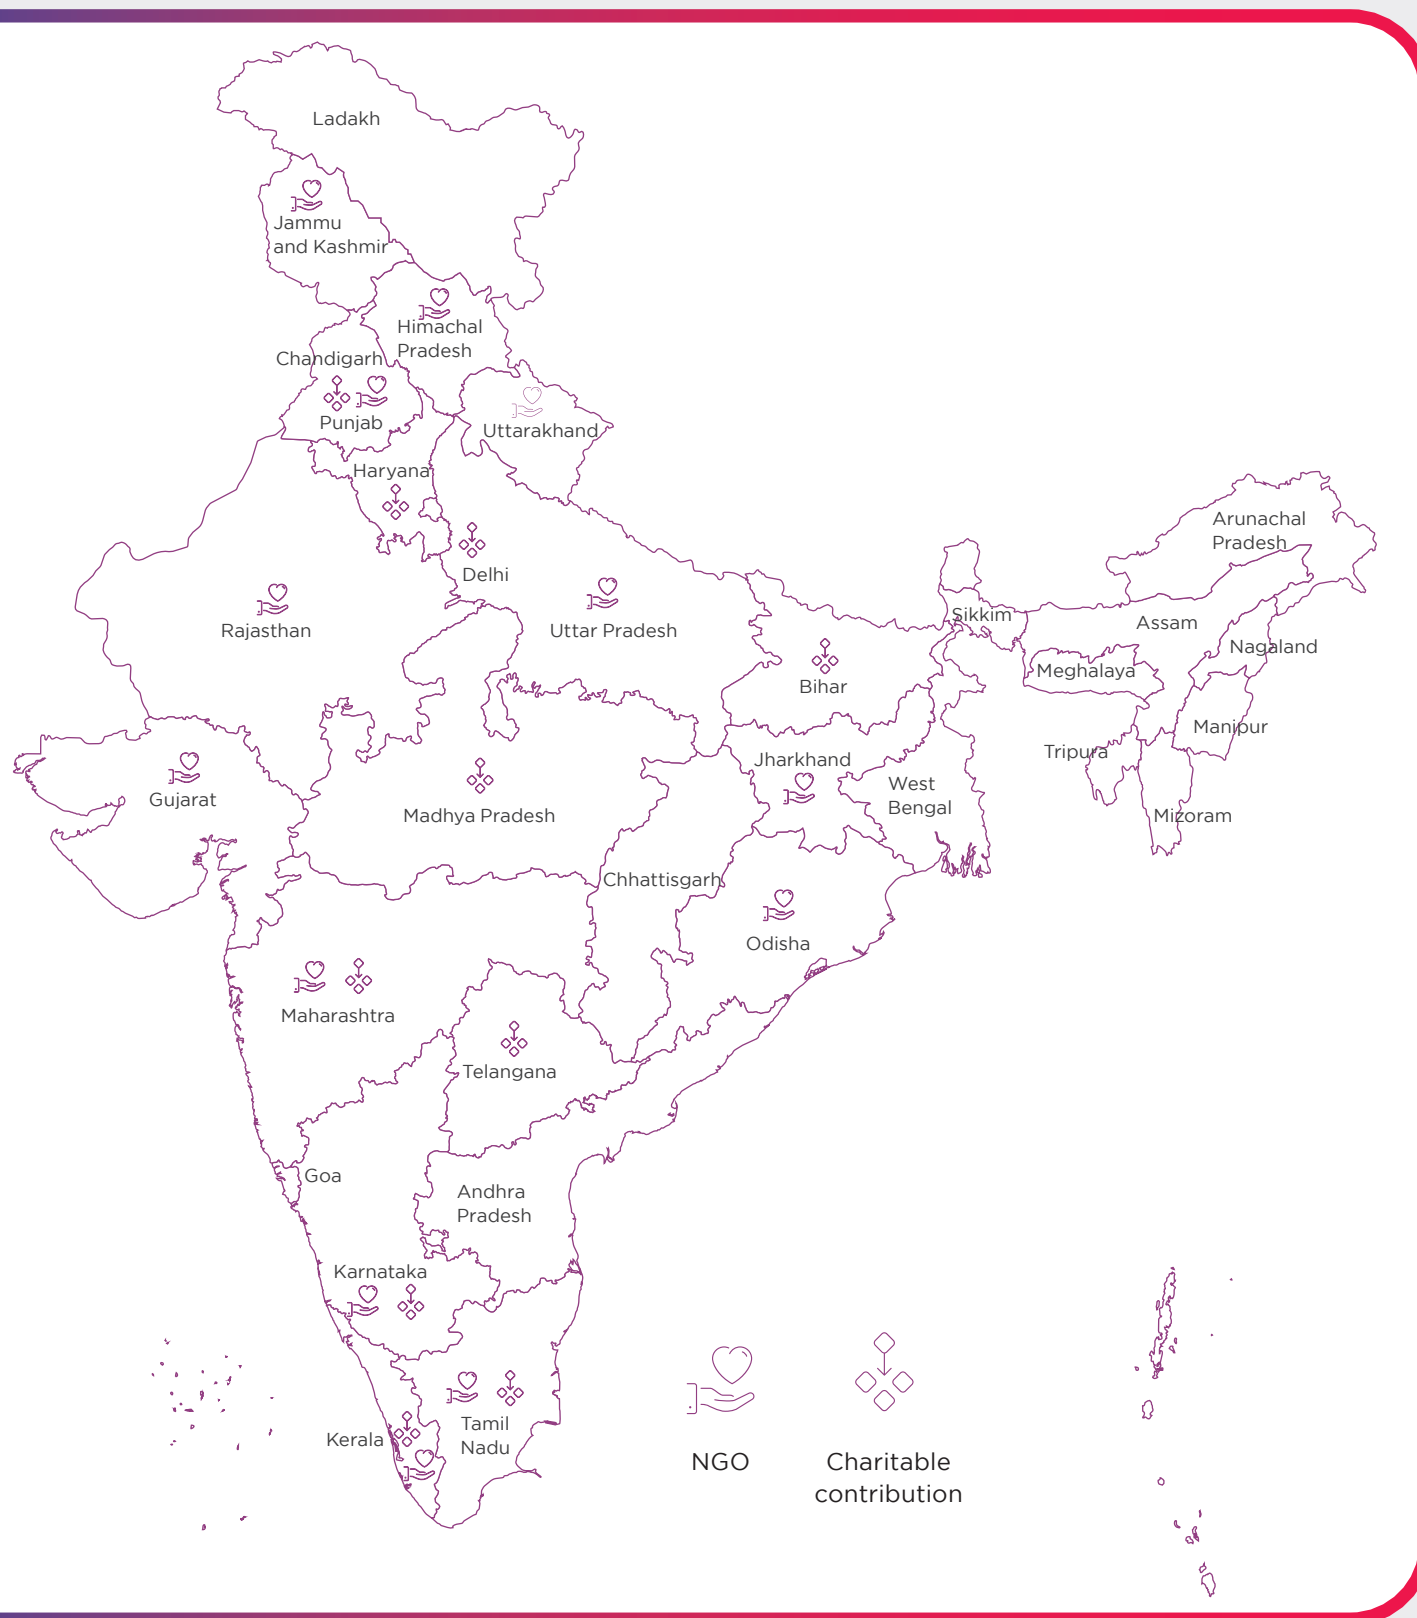 Ladakh
Jammu
and Kashmir
Himachal
Pradesh
Chandigarh
Punjab
Uttarakhand
Haryana
Delhi
Rajasthan
Uttar Pradesh
Arunachal
Pradesh
Sikkim
Assam
Nagaland
Meghalaya
Bihar
Manipur
Tripura
Jharkhand
West
Bengal
Gujarat
Madhya Pradesh
Mizoram
Chhattisgarh
Odisha
Maharashtra
Telangana
Goa
Andhra
Pradesh
Karnataka
Kerala
Tamil
Nadu
NGO
Charitable
contribution